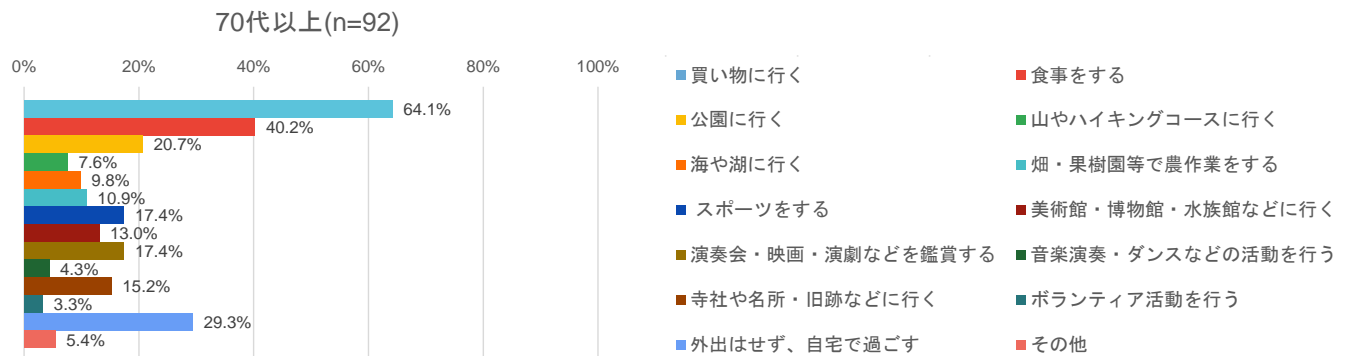 70代以上(n=92)
0% 20% 40% 60% 80% 100%
64.1%
40.2%
20.7%
7.6%
9.8%
10.9%
17.4%
13.0%
17.4%
4.3%
15.2%
3.3%
29.3%
5.4%
買い物に行く 食事をする
公園に行く 山やハイキングコースに行く
海や湖に行く 畑・果樹園等で農作業をする
スポーツをする 美術館・博物館・水族館などに行く
演奏会・映画・演劇などを鑑賞する 音楽演奏・ダンスなどの活動を行う
寺社や名所・旧跡などに行く ボランティア活動を行う
外出はせず、自宅で過ごす その他